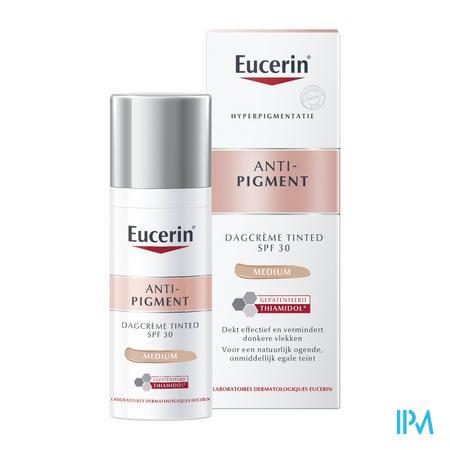 Eucerin®
HYPERPIGMENTATIE
ANTI-
PIGMENT
DAGCRÈME TINTED
SPF 30
MEDIUM
GEPATENTEERD
THIAMIDOL®
Dekt effectief en vermindert
donkere vlekken
Voor een natuurlijk ogende,
onmiddellijk egale teint
LABORATOIRES DERMATOLOGIQUES EUCERIN
Eucerin®
ANTI-
PIGMENT
DAGCRÈME TINTED
SPF 30
MEDIUM
GEPATENTEERD
THIAMIDOL®
LABORATOIRES DERMATOLOGIQUES EUCERIN
IPM